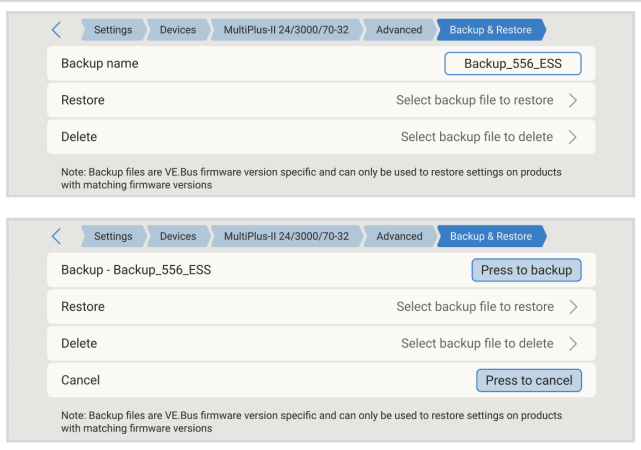 Settings Devices MultiPlus-II 24/3000/70-32 Advanced Backup & Restore
Backup name Backup_556_ESS
Restore Select backup file to restore
Delete Select backup file to delete
Note: Backup files are VE.Bus firmware version specific and can only be used to restore settings on products
with matching firmware versions
Settings Devices MultiPlus-II 24/3000/70-32 Advanced Backup & Restore
Backup - Backup_556_ESS Press to backup
Restore Select backup file to restore
Delete Select backup file to delete
Cancel Press to cancel
Note: Backup files are VE.Bus firmware version specific and can only be used to restore settings on products
with matching firmware versions